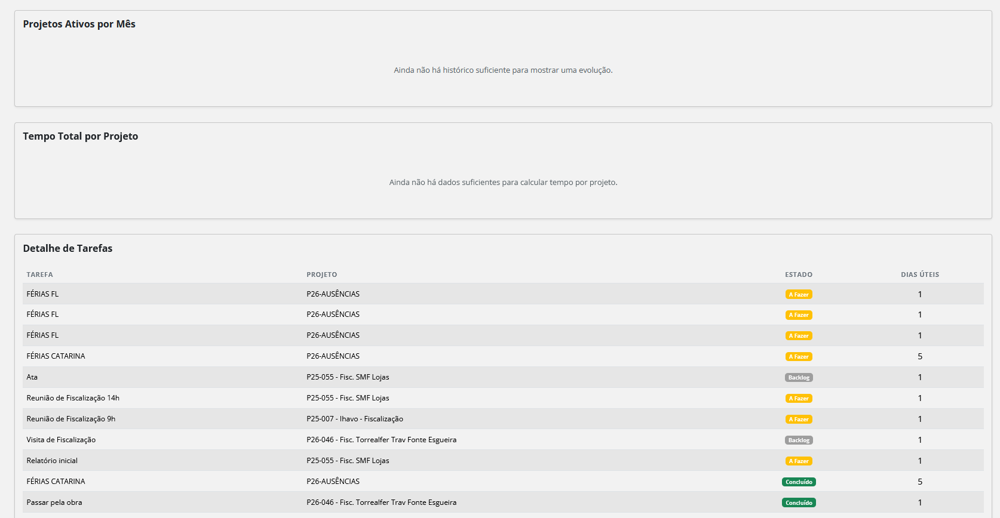 Projetos Ativos por Mês
Ainda não há histórico suficiente para mostrar uma evolução.
Tempo Total por Projeto
Ainda não há dados suficientes para calcular tempo por projeto.
Detalhe de Tarefas
TAREFA PROJETO ESTADO DIAS ÚTEIS
FÉRIAS FL P26-AUSÊNCIAS A Fazer 1
FÉRIAS FL P26-AUSÊNCIAS A Fazer 1
FÉRIAS FL P26-AUSÊNCIAS A Fazer 1
FÉRIAS CATARINA P26-AUSÊNCIAS A Fazer 5
Ata P25-055 - Fisc. SMF Lojas Backlog 1
Reunião de Fiscalização 14h P25-055 - Fisc. SMF Lojas A Fazer 1
Reunião de Fiscalização 9h P25-007 - Ihavo - Fiscalização A Fazer 1
Visita de Fiscalização P26-046 - Fisc. Torrealfer Trav Fonte Esgueira Backlog 1
Relatório inicial P25-055 - Fisc. SMF Lojas A Fazer 1
FÉRIAS CATARINA P26-AUSÊNCIAS Concluído 5
Passar pela obra P26-046 - Fisc. Torrealfer Trav Fonte Esgueira Concluído 1